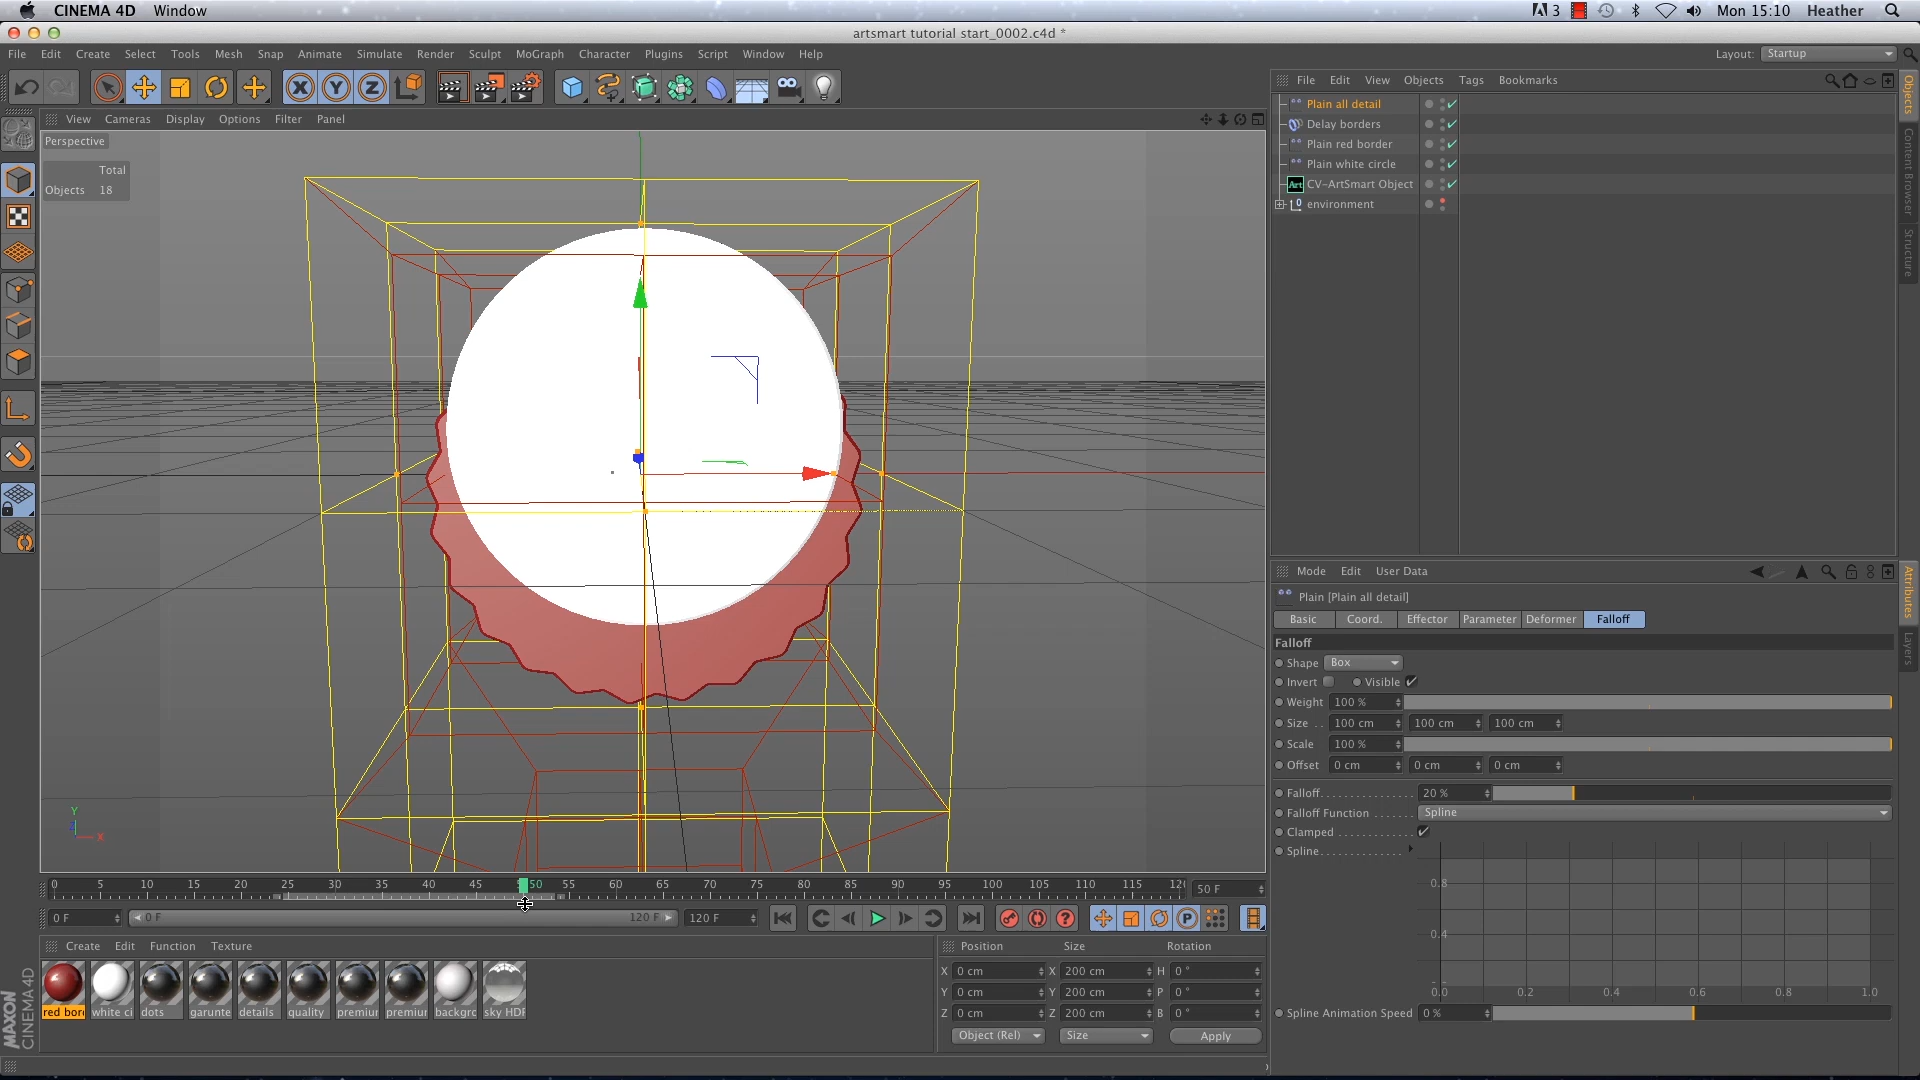 CINEMA 4D Window 3 Mon 15:10 Heather
artsmart tutorial start_0002.c4d *
File Edit Create Select Tools Mesh Snap Animate Simulate Render Sculpt MoGraph Character Plugins Script Window Help Layout: Startup
File Edit View Objects Tags Bookmarks
Plain all detail
Delay borders
Plain red border
Plain white circle
Art CV-ArtSmart Object
environment
Objects
Content Browser
Structure
View Cameras Display Options Filter Panel
Perspective
Total
Objects 18
Y
X
Mode Edit User Data
Plain [Plain all detail]
Basic Coord. Effector Parameter Deformer Falloff
Falloff
Shape Box
Invert Visible
Weight 100 %
Size . . 100 cm 100 cm 100 cm
Scale 100 %
Offset 0 cm 0 cm 0 cm
Falloff 20 %
Falloff Function Spline
Clamped
Spline
0.8
0.4
0.0 0.2 0.4 0.6 0.8 1.0
Spline Animation Speed 0 %
Attributes
Layers
0 5 10 15 20 25 30 35 40 45 50 55 60 65 70 75 80 85 90 95 100 105 110 115 120 50 F
0 F 0 F 120 F 120 F
Create Edit Function Texture
red bor white ci dots garunte details quality premiur premiur backgrc sky HDF
MAXON
CINEMA 4D
Position Size Rotation
X 0 cm X 200 cm H 0 °
Y 0 cm Y 200 cm P 0 °
Z 0 cm Z 200 cm B 0 °
Object (Rel) Size Apply